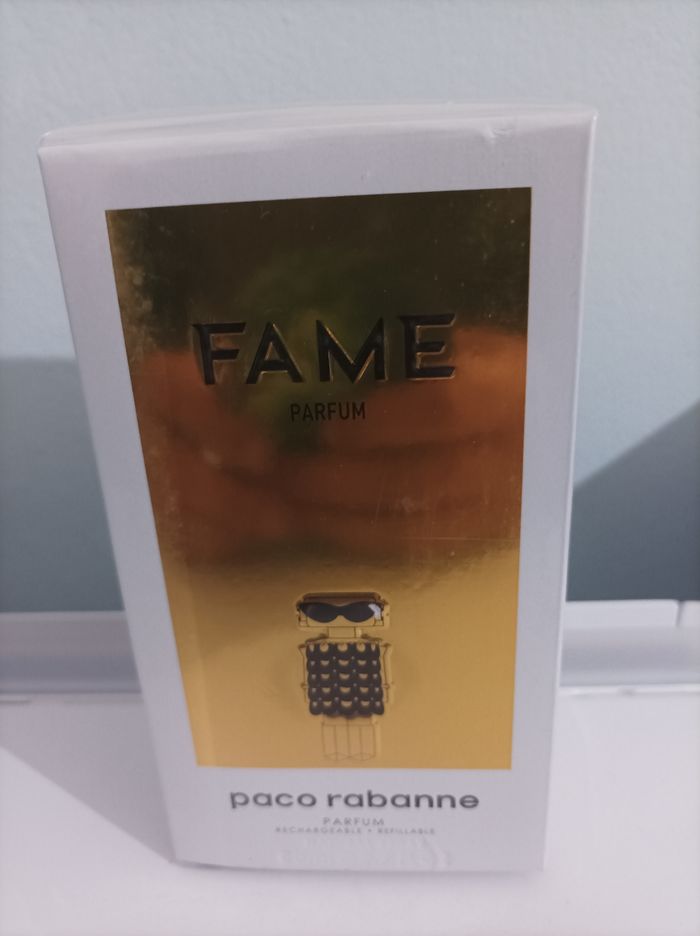 FAME
PARFUM
paco rabanne
PARFUM
RECHARGEABLE • REFILLABLE